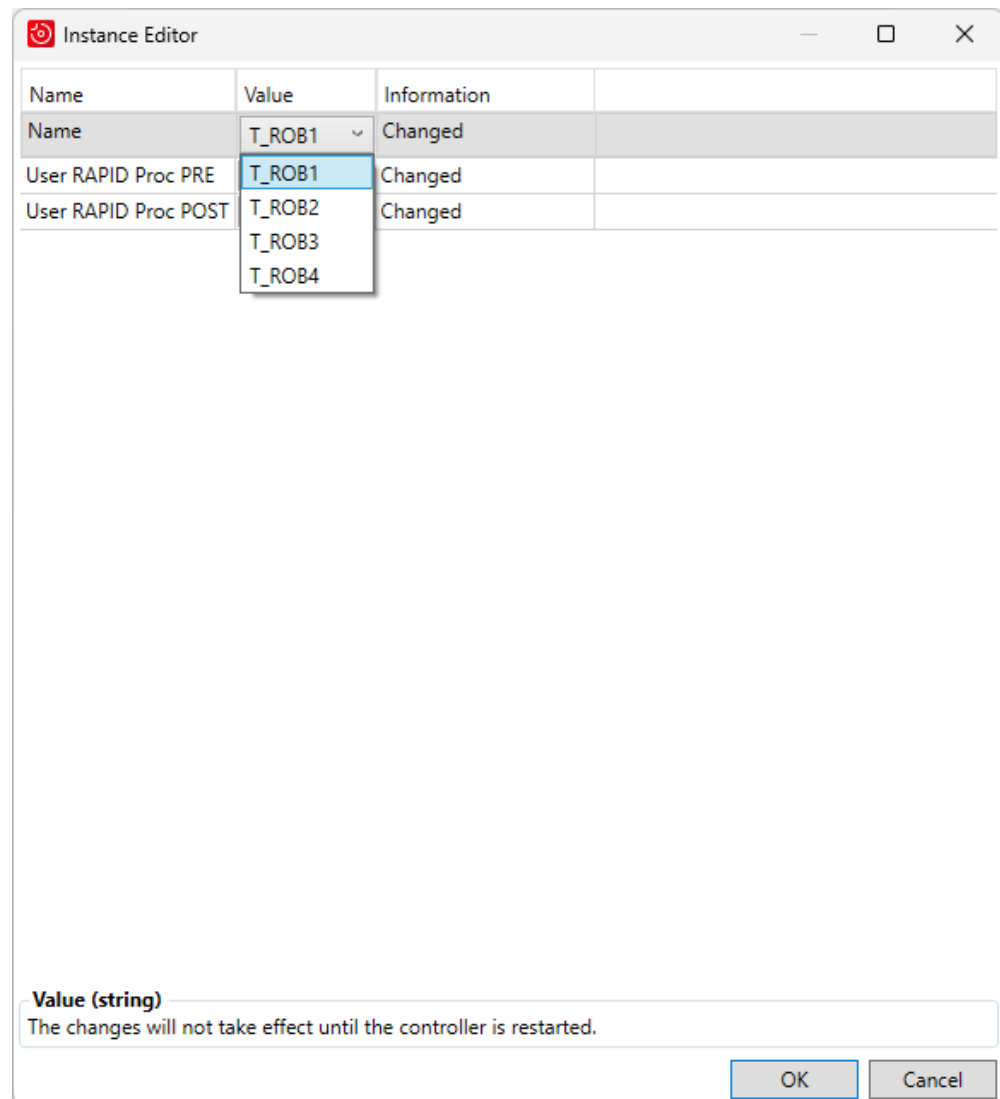 Instance Editor
Name Value Information
Name T_ROB1 Changed
User RAPID Proc PRE T_ROB1 Changed
User RAPID Proc POST T_ROB2 Changed
T_ROB3
T_ROB4
Value (string)
The changes will not take effect until the controller is restarted.
OK Cancel